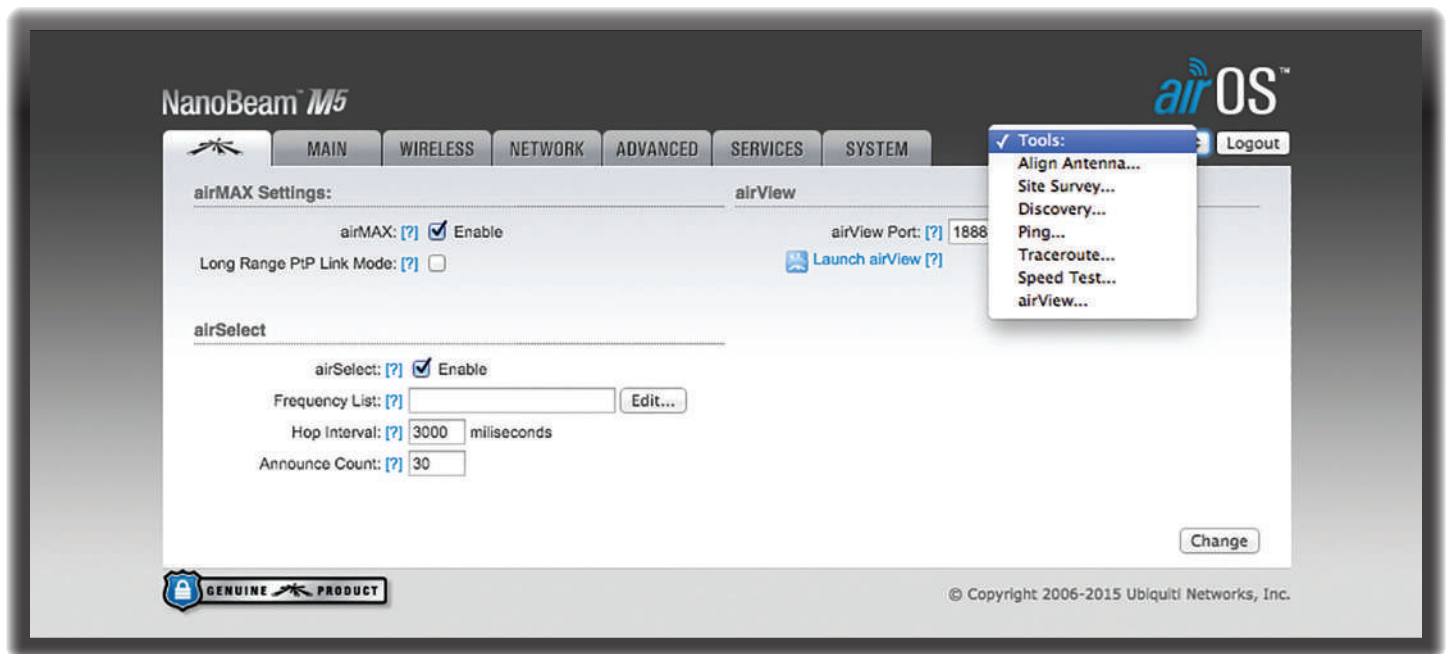 NanoBeam™ M5
airOS™
MAIN WIRELESS NETWORK ADVANCED SERVICES SYSTEM
✓ Tools:
Align Antenna...
Site Survey...
Discovery...
Ping...
Traceroute...
Speed Test...
airView...
Logout
airMAX Settings:
airMAX: [?] Enable
Long Range PtP Link Mode: [?]
airView
airView Port: [?] 1888
Launch airView [?]
airSelect
airSelect: [?] Enable
Frequency List: [?] Edit...
Hop Interval: [?] 3000 miliseconds
Announce Count: [?] 30
Change
GENUINE PRODUCT
© Copyright 2006-2015 Ubiquiti Networks, Inc.